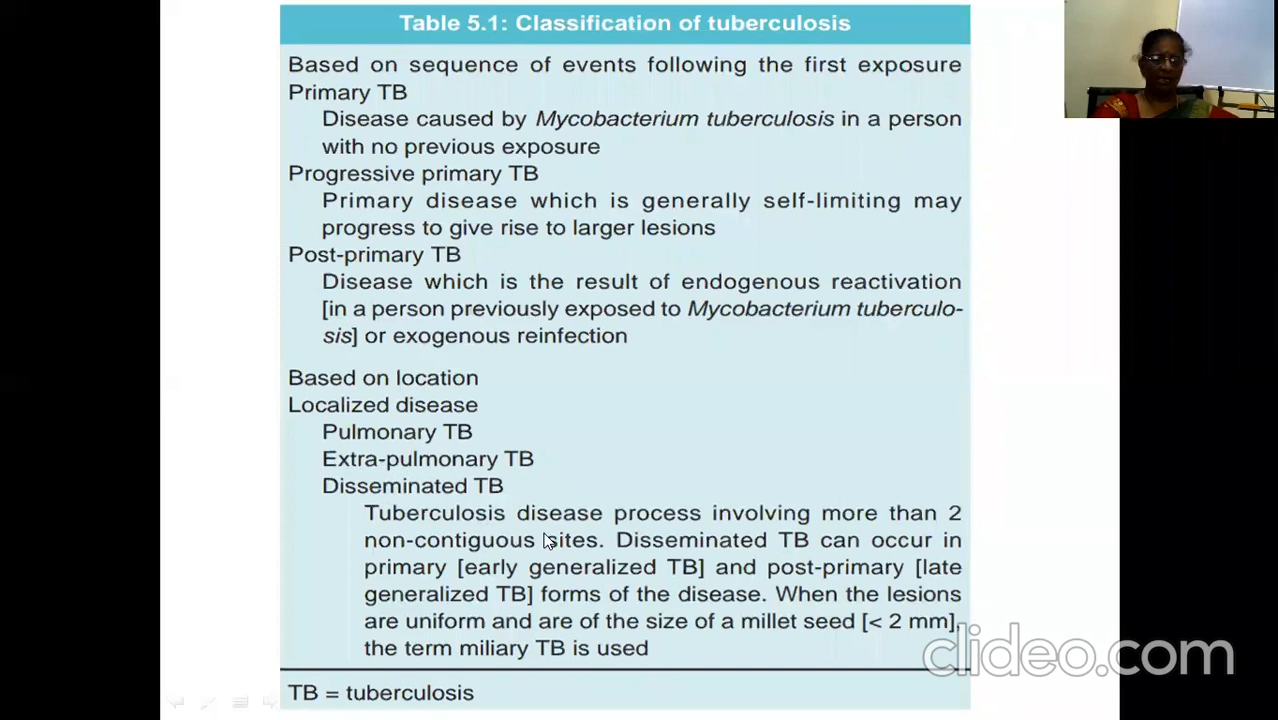 Table 5.1: Classification of tuberculosis
Based on sequence of events following the first exposure
Primary TB
Disease caused by Mycobacterium tuberculosis in a person
with no previous exposure
Progressive primary TB
Primary disease which is generally self-limiting may
progress to give rise to larger lesions
Post-primary TB
Disease which is the result of endogenous reactivation
[in a person previously exposed to Mycobacterium tuberculo-
sis] or exogenous reinfection
Based on location
Localized disease
Pulmonary TB
Extra-pulmonary TB
Disseminated TB
Tuberculosis disease process involving more than 2
non-contiguous sites. Disseminated TB can occur in
primary [early generalized TB] and post-primary [late
generalized TB] forms of the disease. When the lesions
are uniform and are of the size of a millet seed [< 2 mm],
the term miliary TB is used
TB = tuberculosis
clideo.com